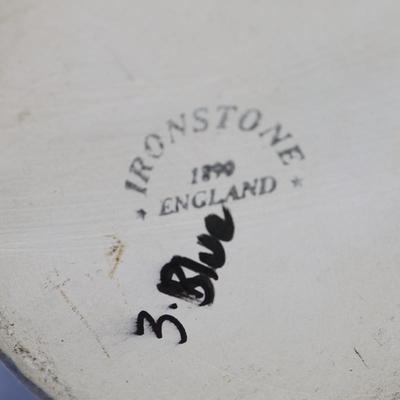 IRONSTONE
1890
★ ENGLAND ★
3.Blue